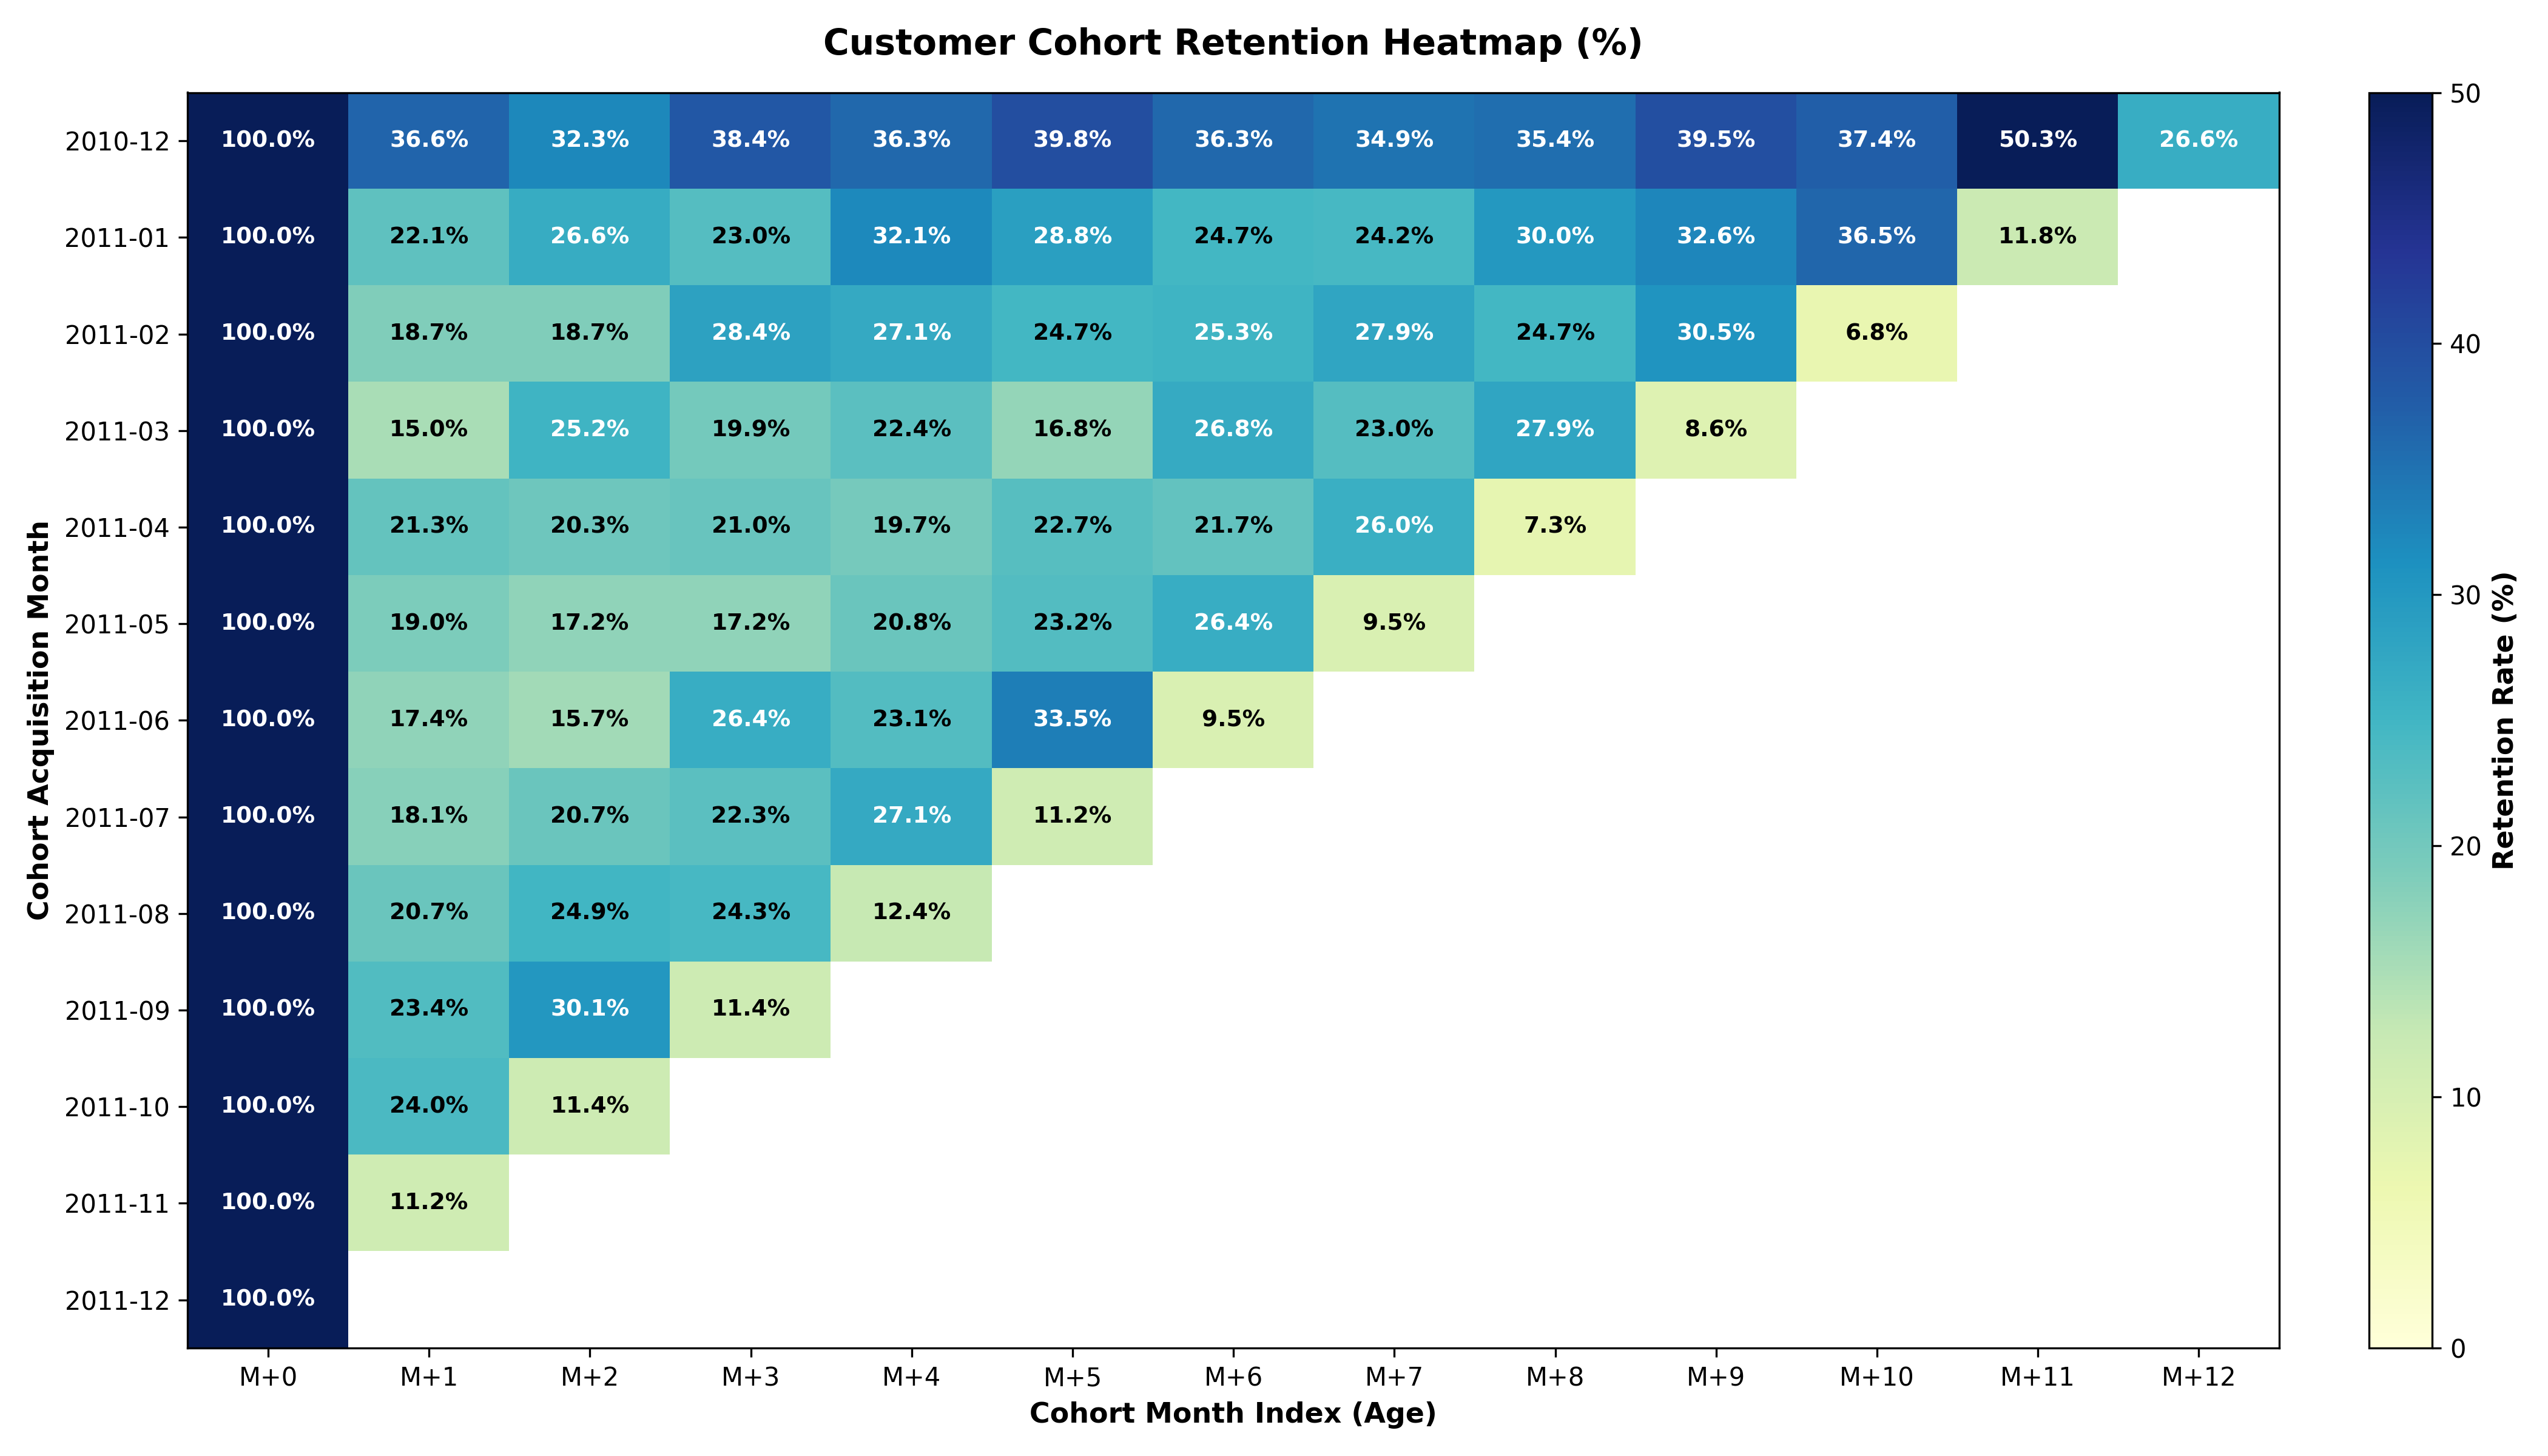 Customer Cohort Retention Heatmap (%)
Cohort Acquisition Month
2010-12 100.0% 36.6% 32.3% 38.4% 36.3% 39.8% 36.3% 34.9% 35.4% 39.5% 37.4% 50.3% 26.6%
2011-01 100.0% 22.1% 26.6% 23.0% 32.1% 28.8% 24.7% 24.2% 30.0% 32.6% 36.5% 11.8%
2011-02 100.0% 18.7% 18.7% 28.4% 27.1% 24.7% 25.3% 27.9% 24.7% 30.5% 6.8%
2011-03 100.0% 15.0% 25.2% 19.9% 22.4% 16.8% 26.8% 23.0% 27.9% 8.6%
2011-04 100.0% 21.3% 20.3% 21.0% 19.7% 22.7% 21.7% 26.0% 7.3%
2011-05 100.0% 19.0% 17.2% 17.2% 20.8% 23.2% 26.4% 9.5%
2011-06 100.0% 17.4% 15.7% 26.4% 23.1% 33.5% 9.5%
2011-07 100.0% 18.1% 20.7% 22.3% 27.1% 11.2%
2011-08 100.0% 20.7% 24.9% 24.3% 12.4%
2011-09 100.0% 23.4% 30.1% 11.4%
2011-10 100.0% 24.0% 11.4%
2011-11 100.0% 11.2%
2011-12 100.0%
M+0 M+1 M+2 M+3 M+4 M+5 M+6 M+7 M+8 M+9 M+10 M+11 M+12
Cohort Month Index (Age)
50
40
30
20
10
0
Retention Rate (%)